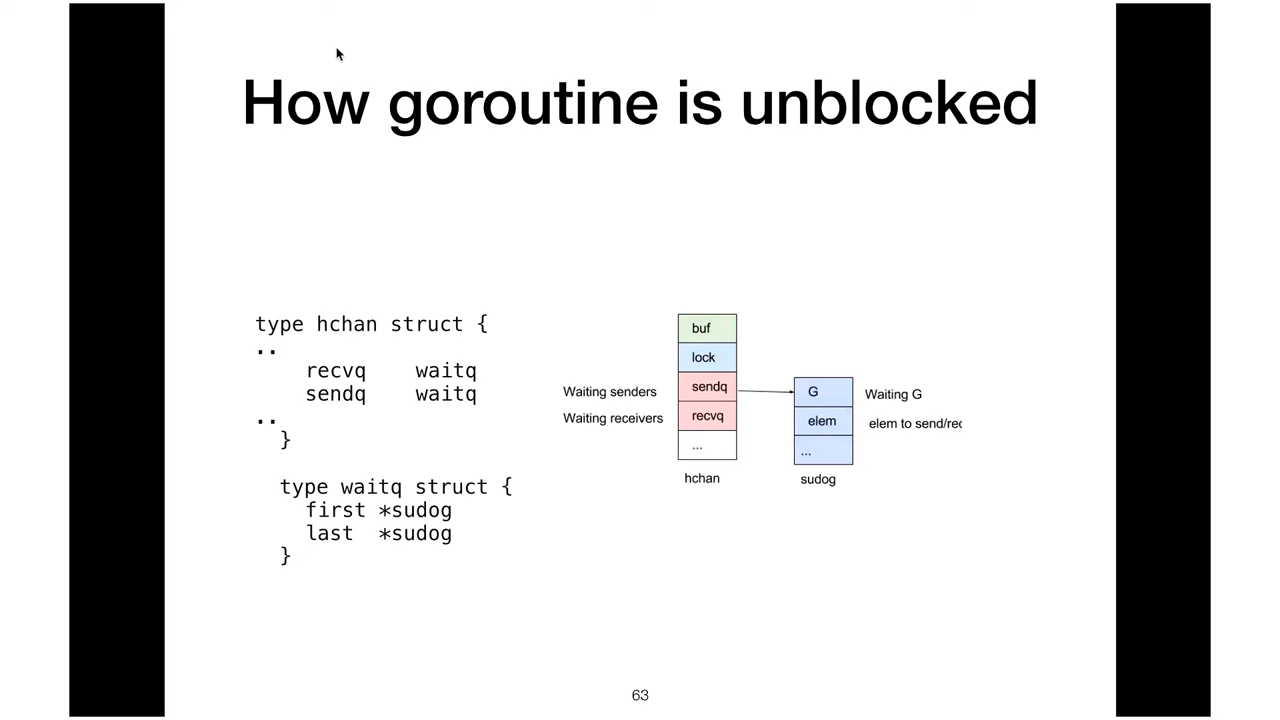 How goroutine is unblocked
type hchan struct {
..
recvq waitq
sendq waitq
..
}
type waitq struct {
first *sudog
last *sudog
}
buf
lock
Waiting senders
sendq
Waiting receivers
recvq
...
hchan
G
Waiting G
elem
elem to send/rec
...
sudog
63